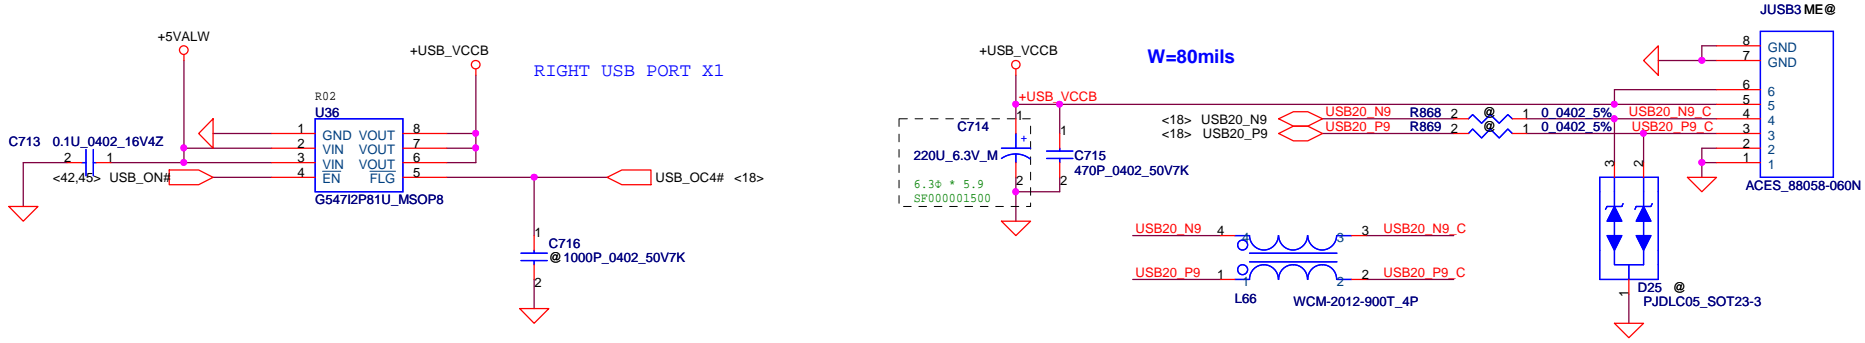 JUSB3 ME@
+5VALW
+USB_VCCB
RIGHT USB PORT X1
R02
U36
C713 0.1U_0402_16V4Z
2 1
<42,45> USB_ON#
1 GND VOUT 8
2 VIN VOUT 7
3 VIN VOUT 6
4 EN FLG 5
G547I2P81U_MSOP8
USB_OC4# <18>
1
C716
@ 1000P_0402_50V7K
2
+USB_VCCB
W=80mils
+USB_VCCB
1
C714
+
220U_6.3V_M
2
6.3Φ * 5.9
SF000001500
1
C715
2
470P_0402_50V7K
<18> USB20_N9 USB20_N9 R868 2 @ 1 0_0402_5% USB20_N9_C
<18> USB20_P9 USB20_P9 R869 2 @ 1 0_0402_5% USB20_P9_C
8 GND
7 GND
6 6
5 5
4 4
3 3
2 2
1 1
ACES_88058-060N
3 2
D25 @
1 PJDLC05_SOT23-3
USB20_N9 4 4 3 3 USB20_N9_C
USB20_P9 1 1 2 2 USB20_P9_C
L66 WCM-2012-900T_4P